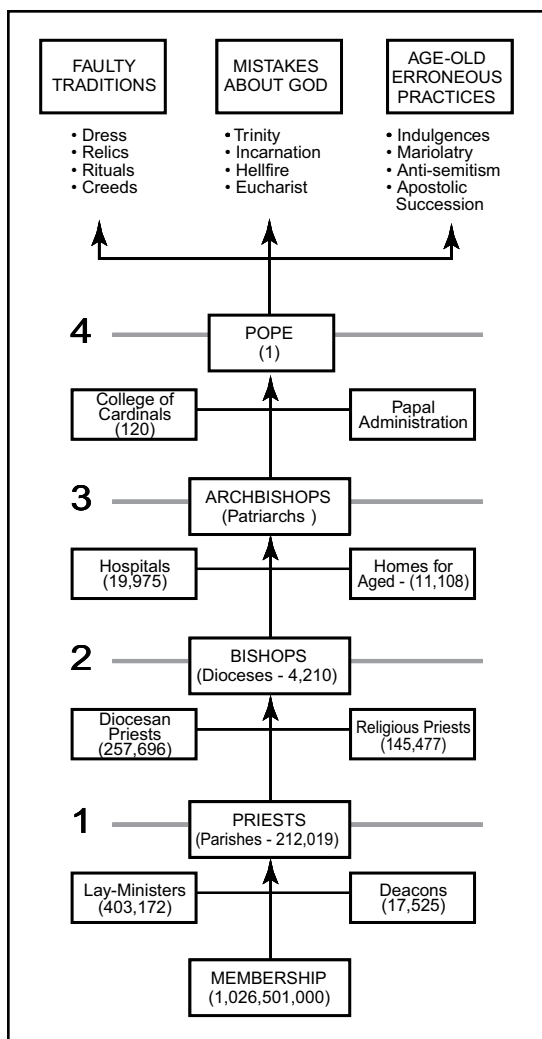 FAULTY
TRADITIONS
• Dress
• Relics
• Rituals
• Creeds
MISTAKES
ABOUT GOD
• Trinity
• Incarnation
• Hellfire
• Eucharist
AGE-OLD
ERRONEOUS
PRACTICES
• Indulgences
• Mariolatry
• Anti-semitism
• Apostolic
Succession
4
POPE
(1)
College of
Cardinals
(120)
Papal
Administration
3
ARCHBISHOPS
(Patriarchs )
Hospitals
(19,975)
Homes for
Aged - (11,108)
2
BISHOPS
(Dioceses - 4,210)
Diocesan
Priests
(257,696)
Religious Priests
(145,477)
1
PRIESTS
(Parishes - 212,019)
Lay-Ministers
(403,172)
Deacons
(17,525)
MEMBERSHIP
(1,026,501,000)